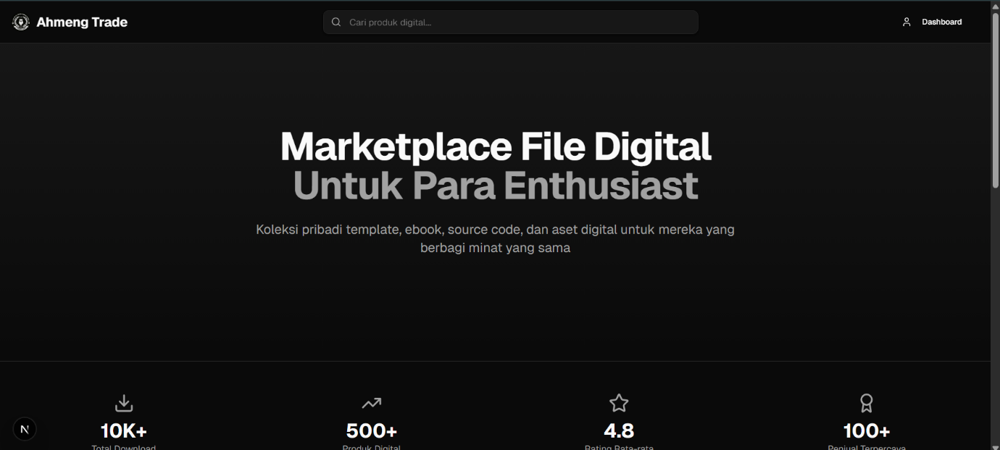 Ahmeng Trade
Cari produk digital...
Dashboard
Marketplace File Digital
Untuk Para Enthusiast
Koleksi pribadi template, ebook, source code, dan aset digital untuk mereka yang
berbagi minat yang sama
10K+
500+
4.8
100+
N
Total Download
Produk Digital
Rating Rata-rata
Penjual Terpercaya